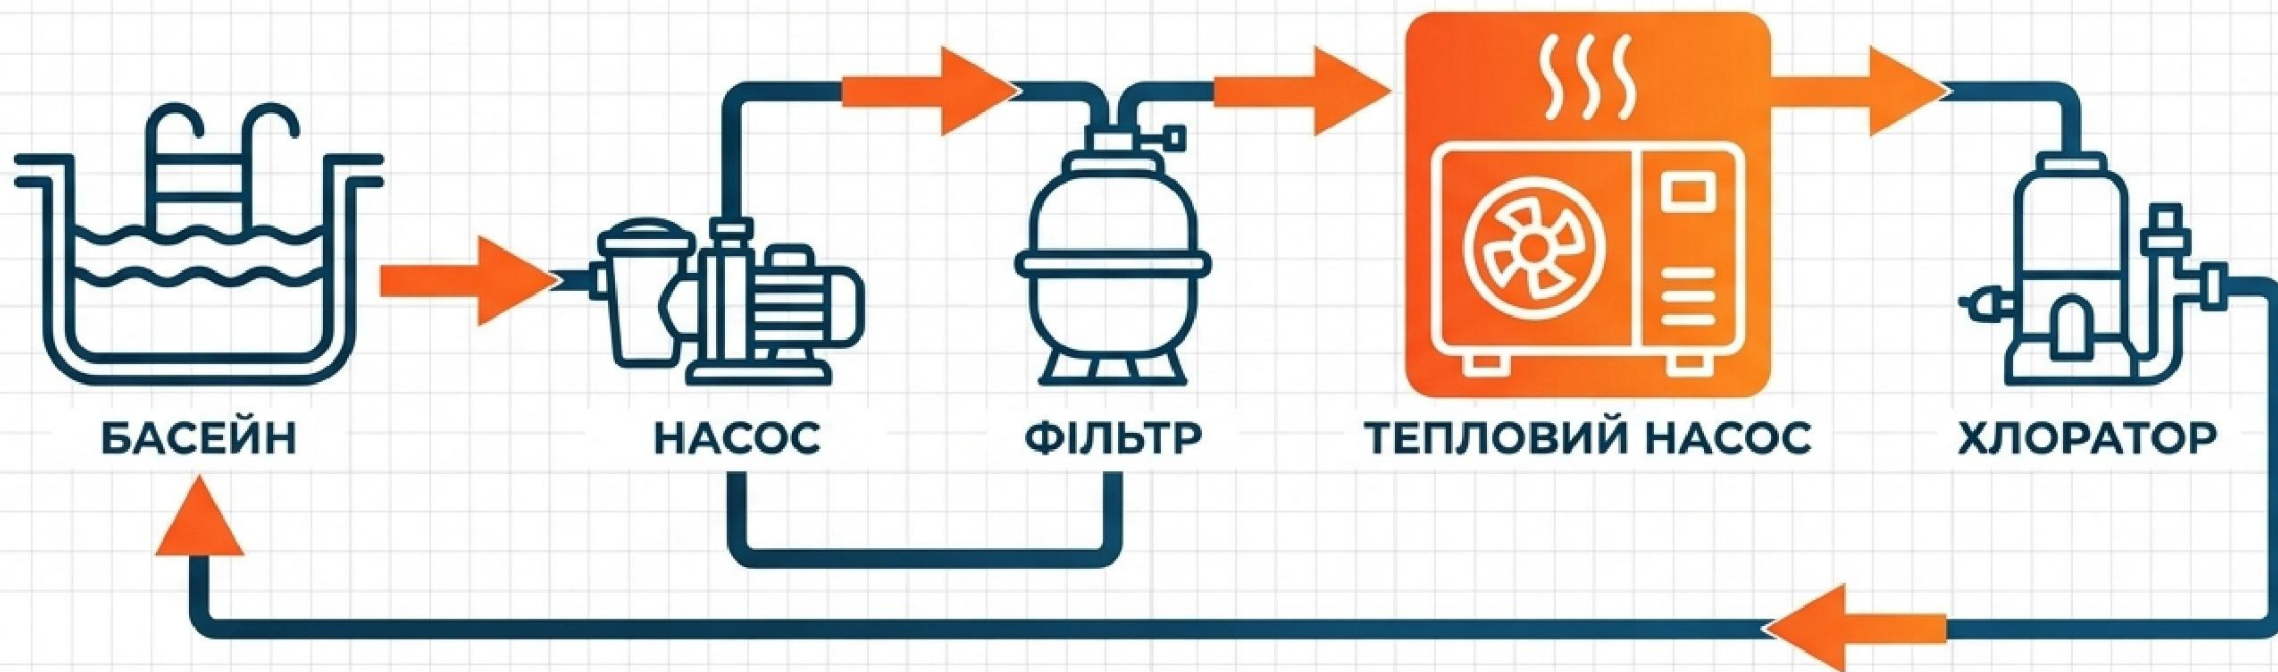 БАСЕЙН
НАСОС
ФІЛЬТР
ТЕПЛОВИЙ НАСОС
ХЛОРАТОР